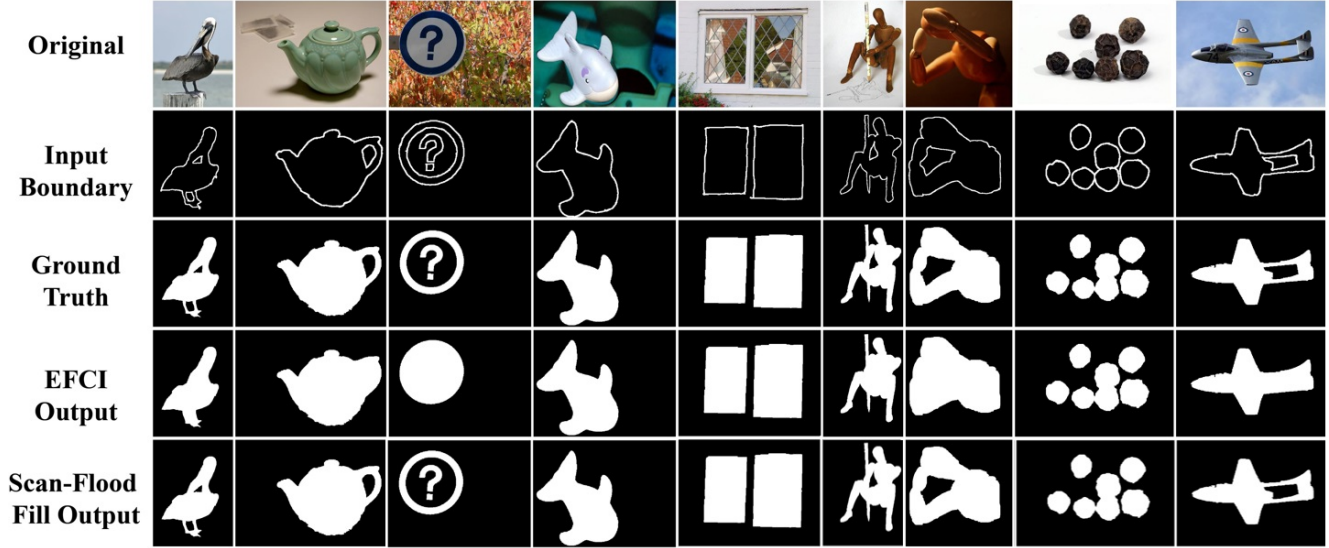 Original
Input
Boundary
Ground
Truth
EFCI
Output
Scan-Flood
Fill Output
?
?
?
?